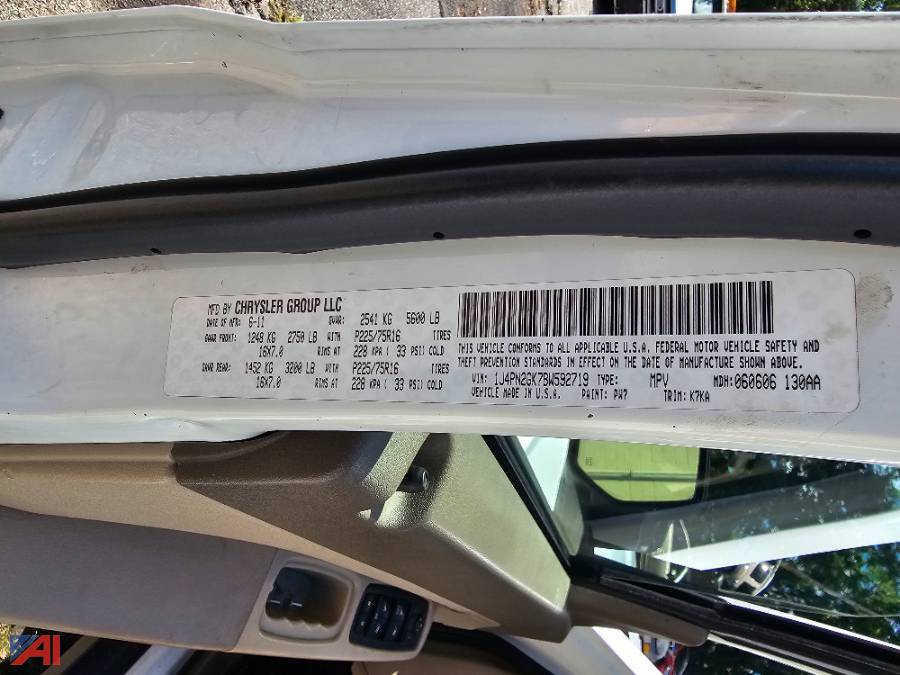 MFD BY CHRYSLER GROUP LLC
DATE OF MFR: 6-11 GVWR: 2541 KG 5600 LB
GAWR FRONT: 1248 KG 2750 LB WITH P225/75R16 TIRES
16X7.0 RIMS AT 228 KPA ( 33 PSI) COLD
GAWR REAR: 1452 KG 3200 LB WITH P225/75R16 TIRES
16X7.0 RIMS AT 228 KPA ( 33 PSI) COLD
THIS VEHICLE CONFORMS TO ALL APPLICABLE U.S.A. FEDERAL MOTOR VEHICLE SAFETY AND
THEFT PREVENTION STANDARDS IN EFFECT ON THE DATE OF MANUFACTURE SHOWN ABOVE.
VIN: 1J4PN2GK7BW592719 TYPE: MPV MDH: 060606 130AA
VEHICLE MADE IN U.S.A. PAINT: PW7 TRIM: K7KA
AI